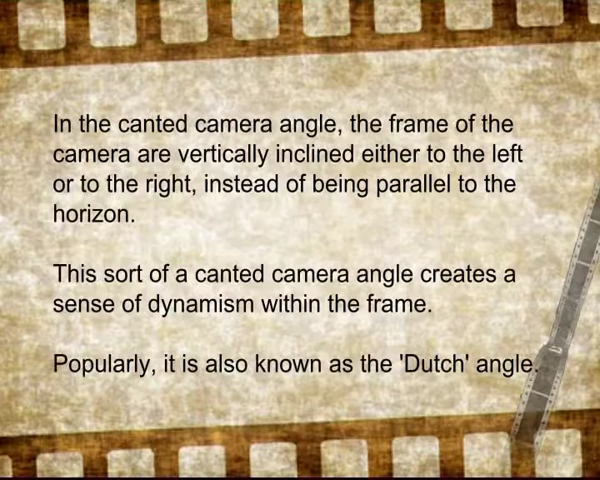 In the canted camera angle, the frame of the
camera are vertically inclined either to the left
or to the right, instead of being parallel to the
horizon.
This sort of a canted camera angle creates a
sense of dynamism within the frame.
Popularly, it is also known as the 'Dutch' angle.